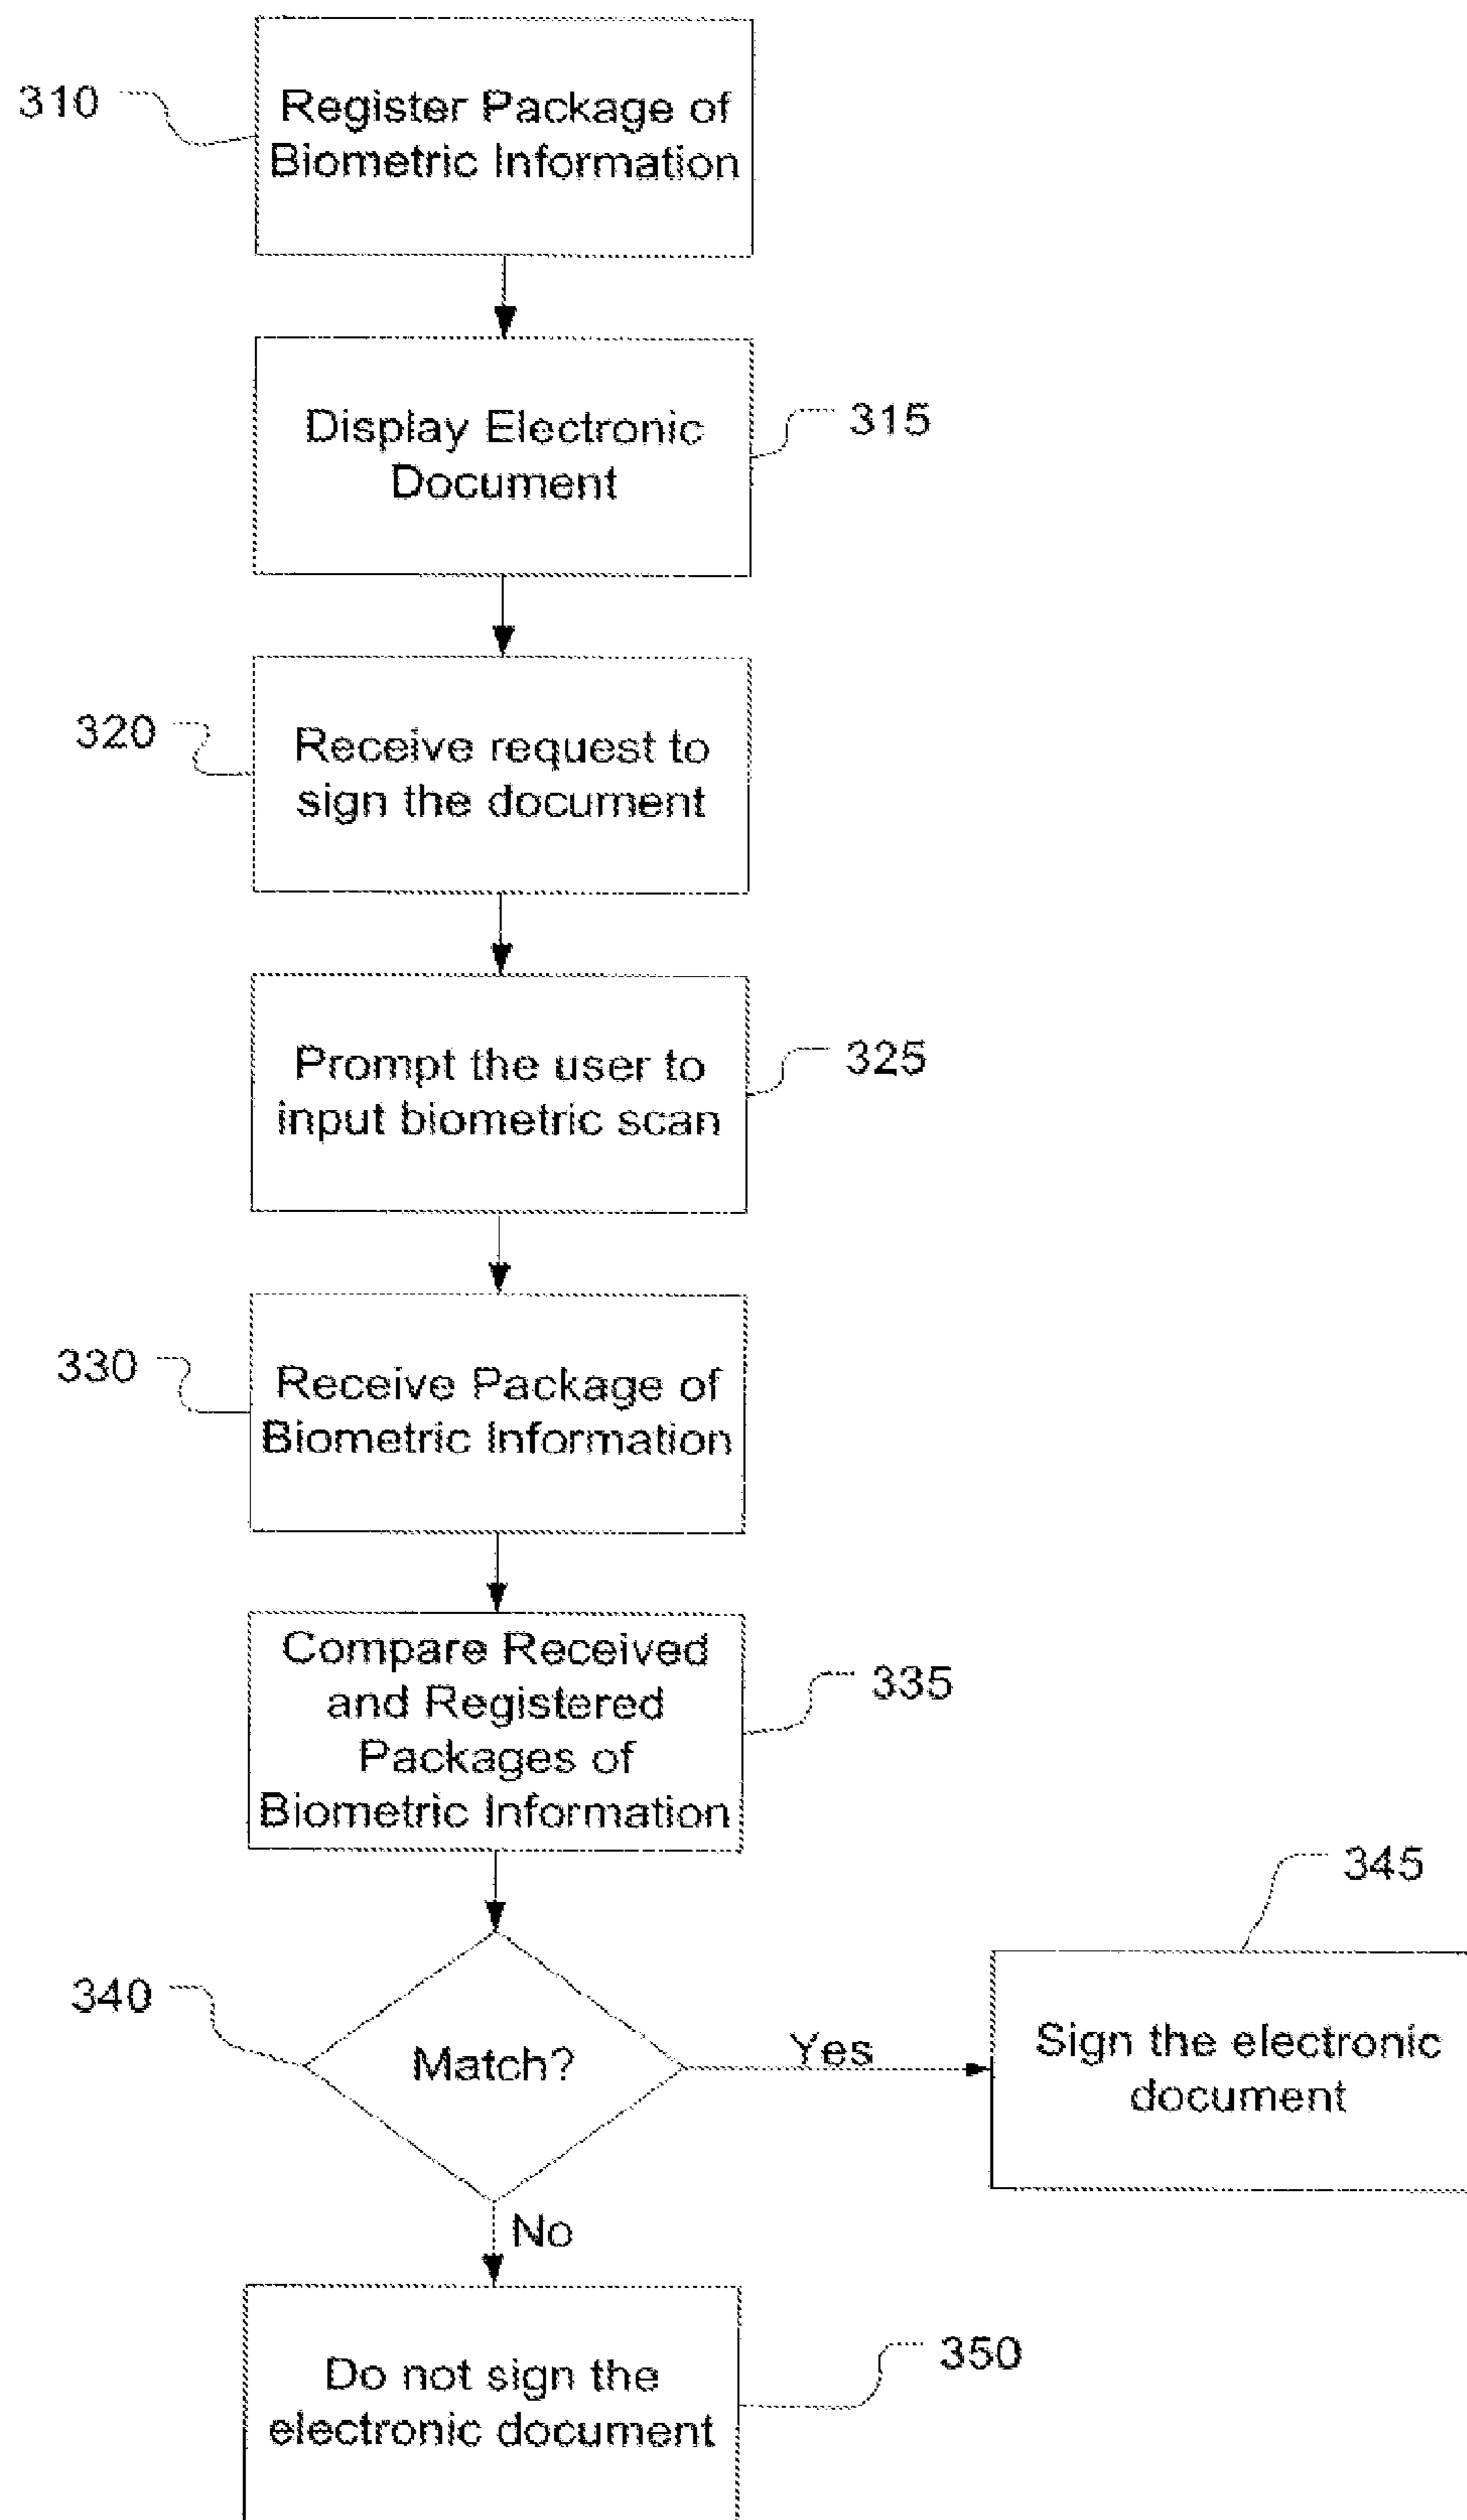 310
Register Package of
Biometric Information
Display Electronic
Document
315
320
Receive request to
sign the document
Prompt the user to
input biometric scan
325
330
Receive Package of
Biometric Information
Compare Received
and Registered
Packages of
Biometric Information
335
340
Match?
Yes
345
Sign the electronic
document
No
Do not sign the
electronic document
350